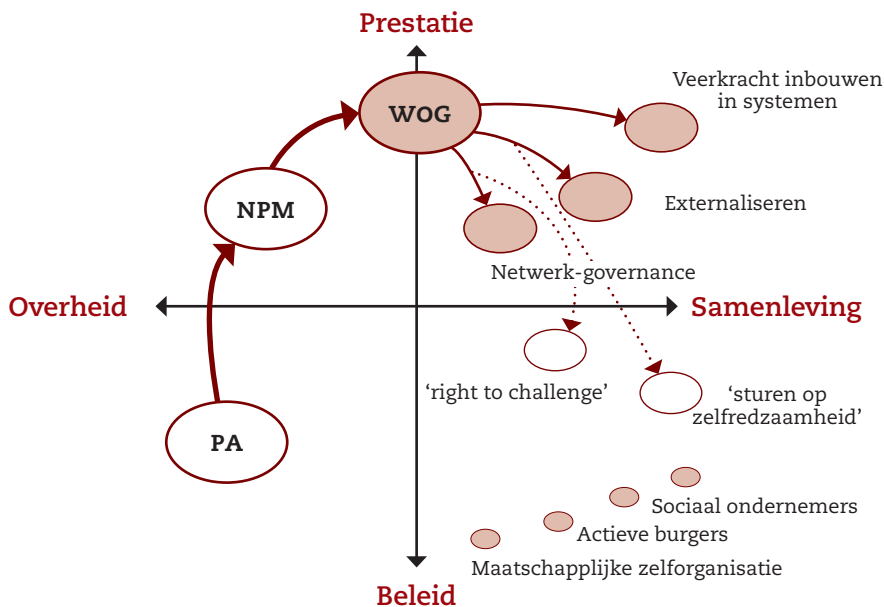 Prestatie
Veerkracht inbouwen
in systemen
WOG
NPM
Externaliseren
Netwerk-governance
Overheid
Samenleving
'right to challenge'
'sturen op
zelfredzaamheid'
PA
Sociaal ondernemers
Actieve burgers
Maatschapplijke zelforganisatie
Beleid